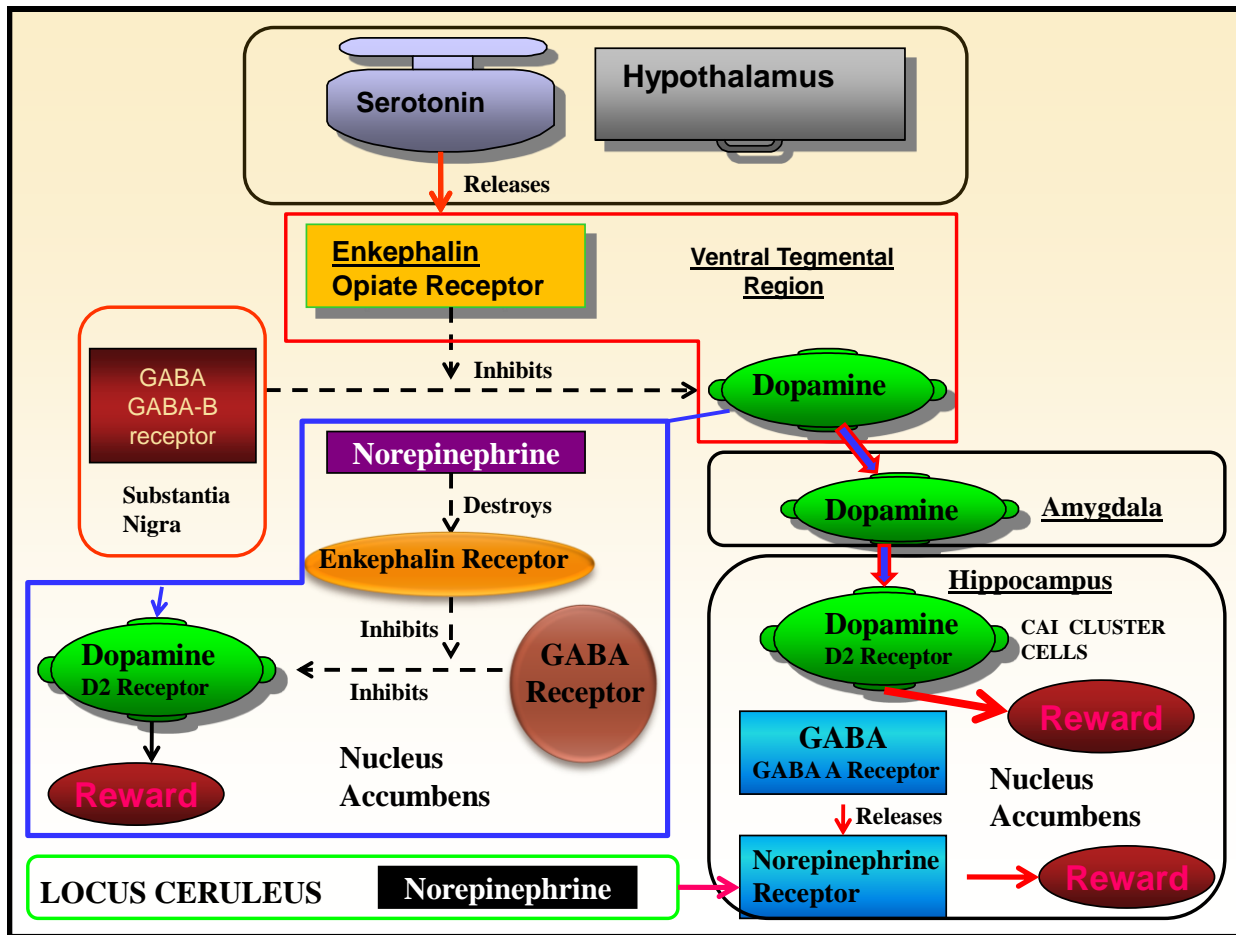 Serotonin
Hypothalamus
Releases
Enkephalin
Opiate Receptor
Ventral Tegmental
Region
GABA
GABA-B
receptor
Substantia
Nigra
Inhibits
Dopamine
Norepinephrine
Destroys
Enkephalin Receptor
Inhibits
GABA
Receptor
Inhibits
Dopamine
D2 Receptor
Reward
Nucleus
Accumbens
Dopamine
Amygdala
Hippocampus
Dopamine
D2 Receptor
CAI CLUSTER
CELLS
Reward
GABA
GABA A Receptor
Nucleus
Accumbens
Releases
Norepinephrine
Receptor
Reward
LOCUS CERULEUS
Norepinephrine